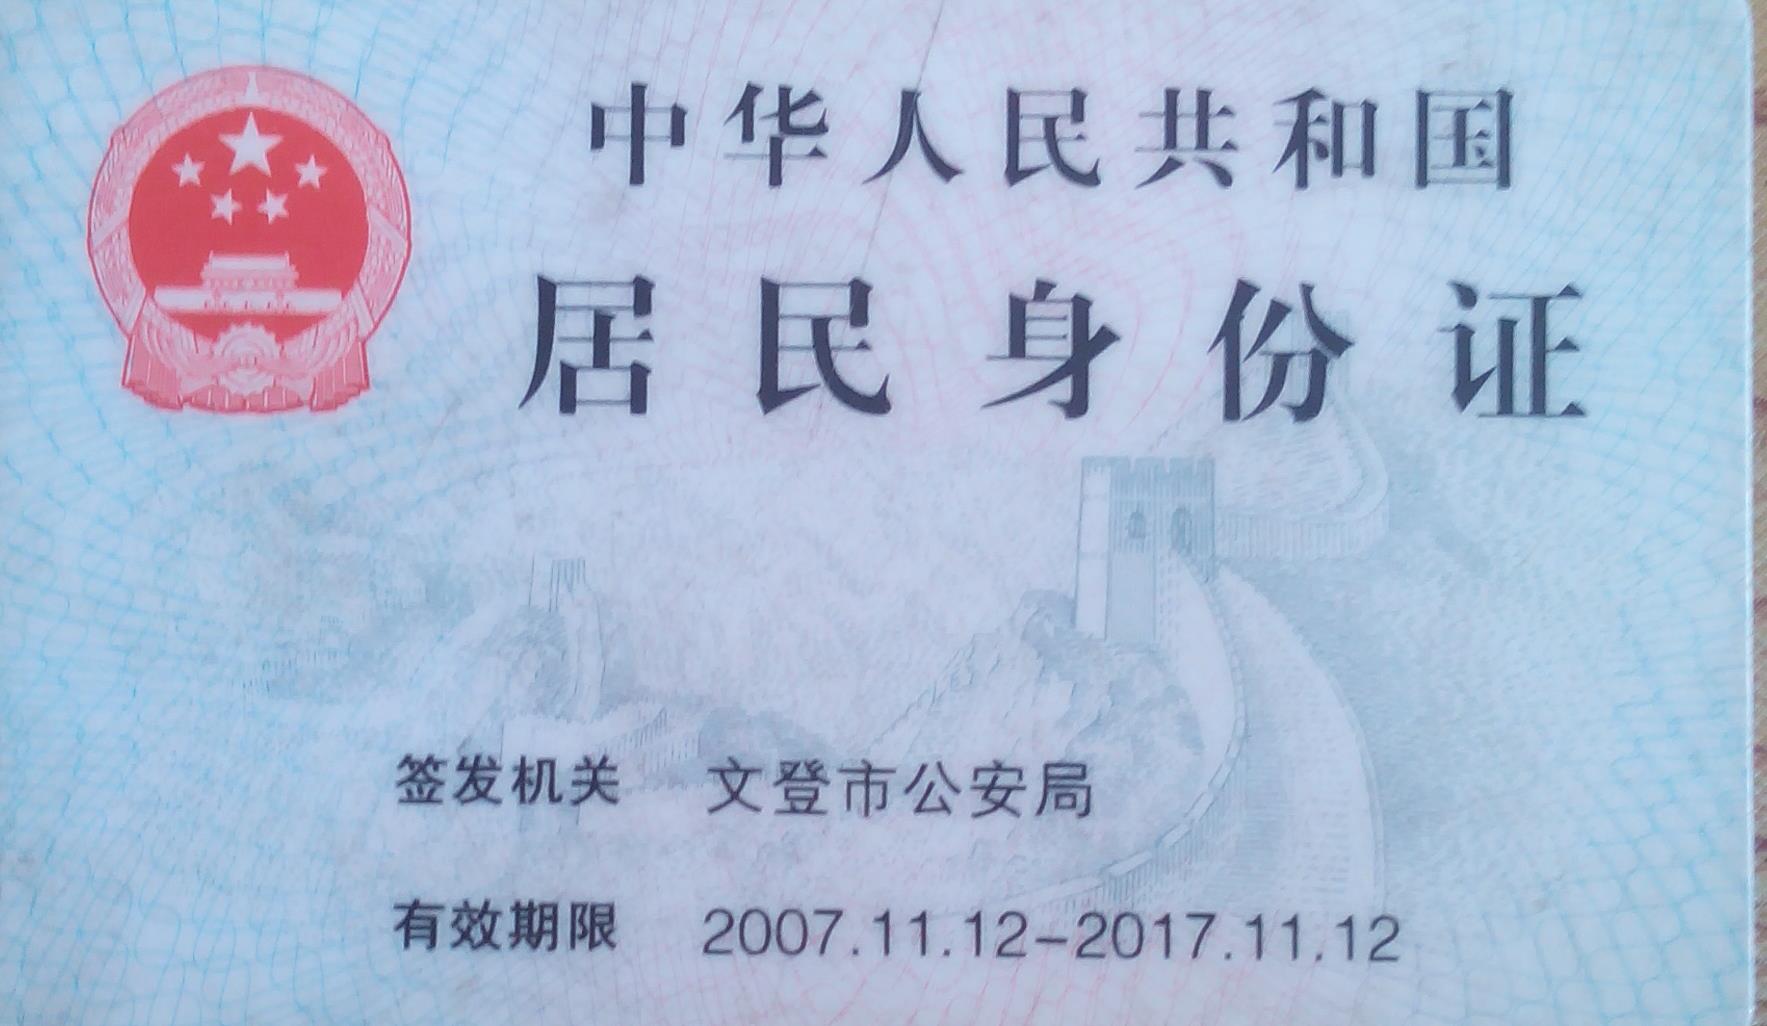 中华人民共和国
居民身份证
签发机关 文登市公安局
有效期限 2007.11.12-2017.11.12